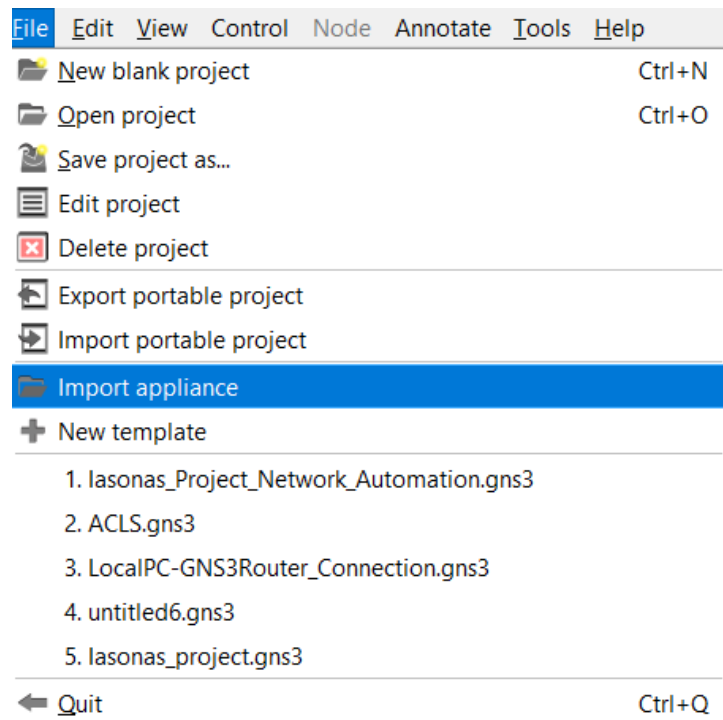 File Edit View Control Node Annotate Tools Help
New blank project Ctrl+N
Open project Ctrl+O
Save project as...
Edit project
Delete project
Export portable project
Import portable project
Import appliance
New template
1. Iasonas_Project_Network_Automation.gns3
2. ACLS.gns3
3. LocalPC-GNS3Router_Connection.gns3
4. untitled6.gns3
5. Iasonas_project.gns3
Quit Ctrl+Q